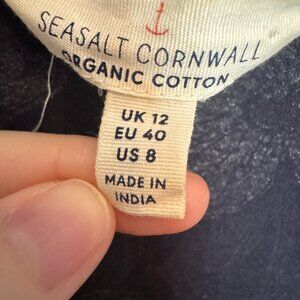 SEASALT CORNWALL
ORGANIC COTTON
UK 12
EU 40
US 8
MADE IN
INDIA